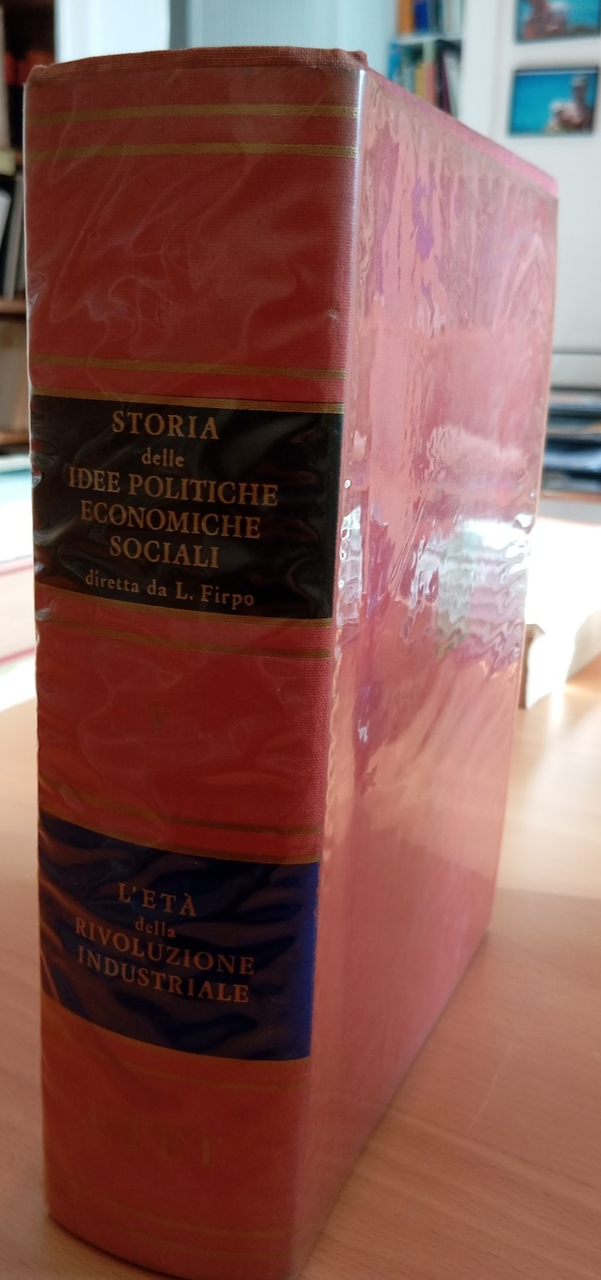 STORIA
delle
IDEE POLITICHE
ECONOMICHE
SOCIALI
diretta da L. Firpo
V
L'ETÀ
della
RIVOLUZIONE
INDUSTRIALE